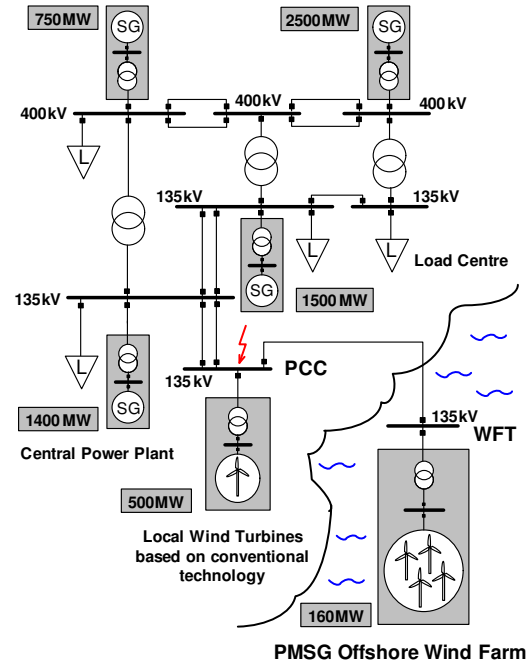 750MW
SG
2500MW
SG
400kV
400kV
400kV
L
135kV
135kV
L
L
Load Centre
SG
1500MW
135kV
L
SG
1400MW
Central Power Plant
135kV
PCC
135kV
WFT
500MW
Local Wind Turbines
based on conventional
technology
160MW
PMSG Offshore Wind Farm